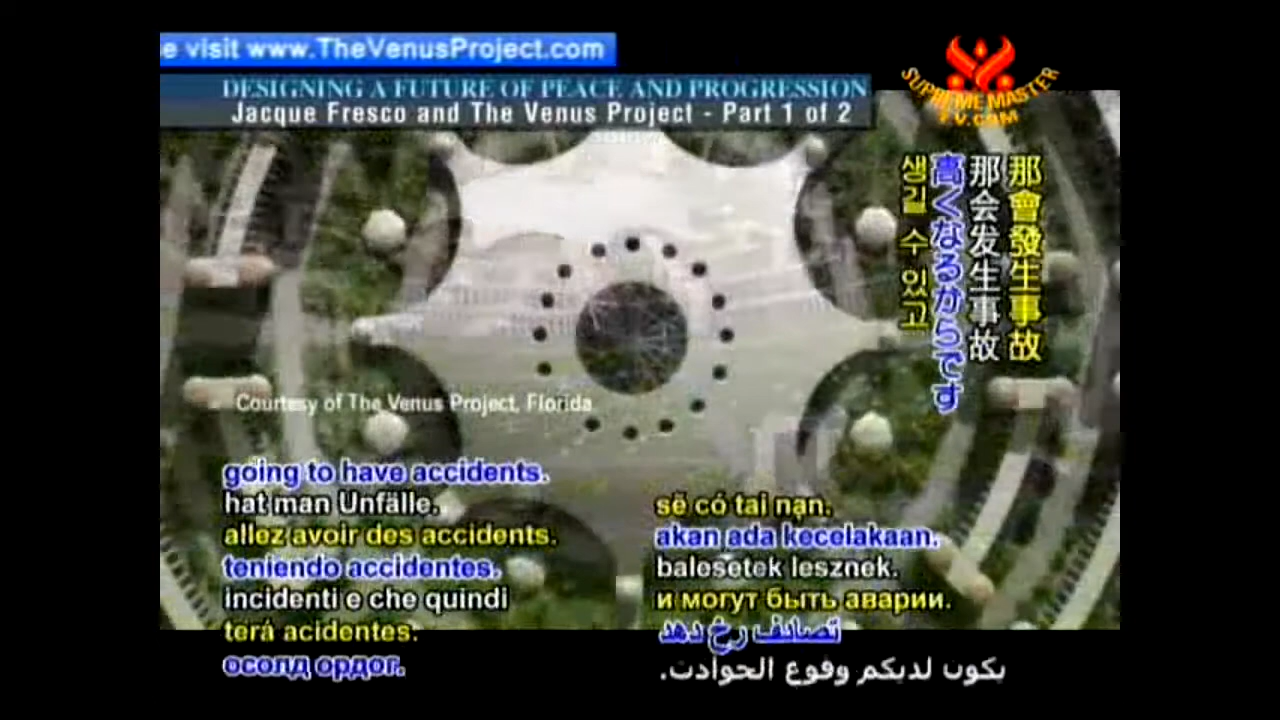 e visit www.TheVenusProject.com
DESIGNING A FUTURE OF PEACE AND PROGRESSION
Jacque Fresco and The Venus Project - Part 1 of 2
SUPREME MASTER
TV.COM
那會發生事故
那会发生事故
高くなるからです
생길 수 있고
Courtesy of The Venus Project, Florida
going to have accidents.
hat man Unfälle.
allez avoir des accidents.
teniendo accidentes.
incidenti e che quindi
terá acidentes.
осолд ордог.
sẽ có tai nạn.
akan ada kecelakaan.
balesetek lesznek.
и могут быть аварии.
تصادف رخ دهد
يكون لديكم وقوع الحوادث.